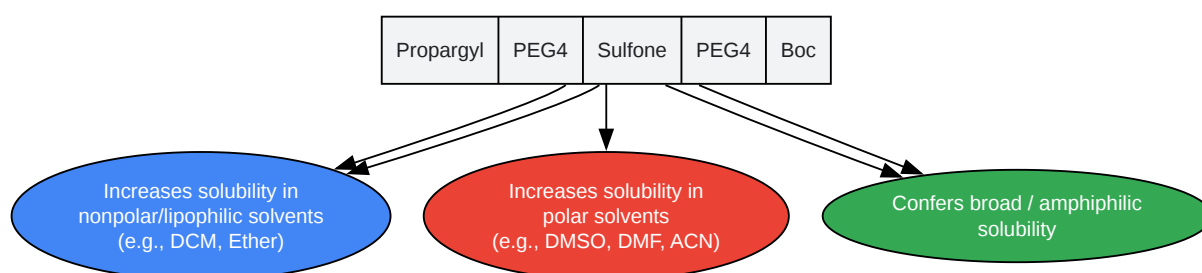 Propargyl PEG4 Sulfone PEG4 Boc
Increases solubility in
nonpolar/lipophilic solvents
(e.g., DCM, Ether)
Increases solubility in
polar solvents
(e.g., DMSO, DMF, ACN)
Confers broad / amphiphilic
solubility